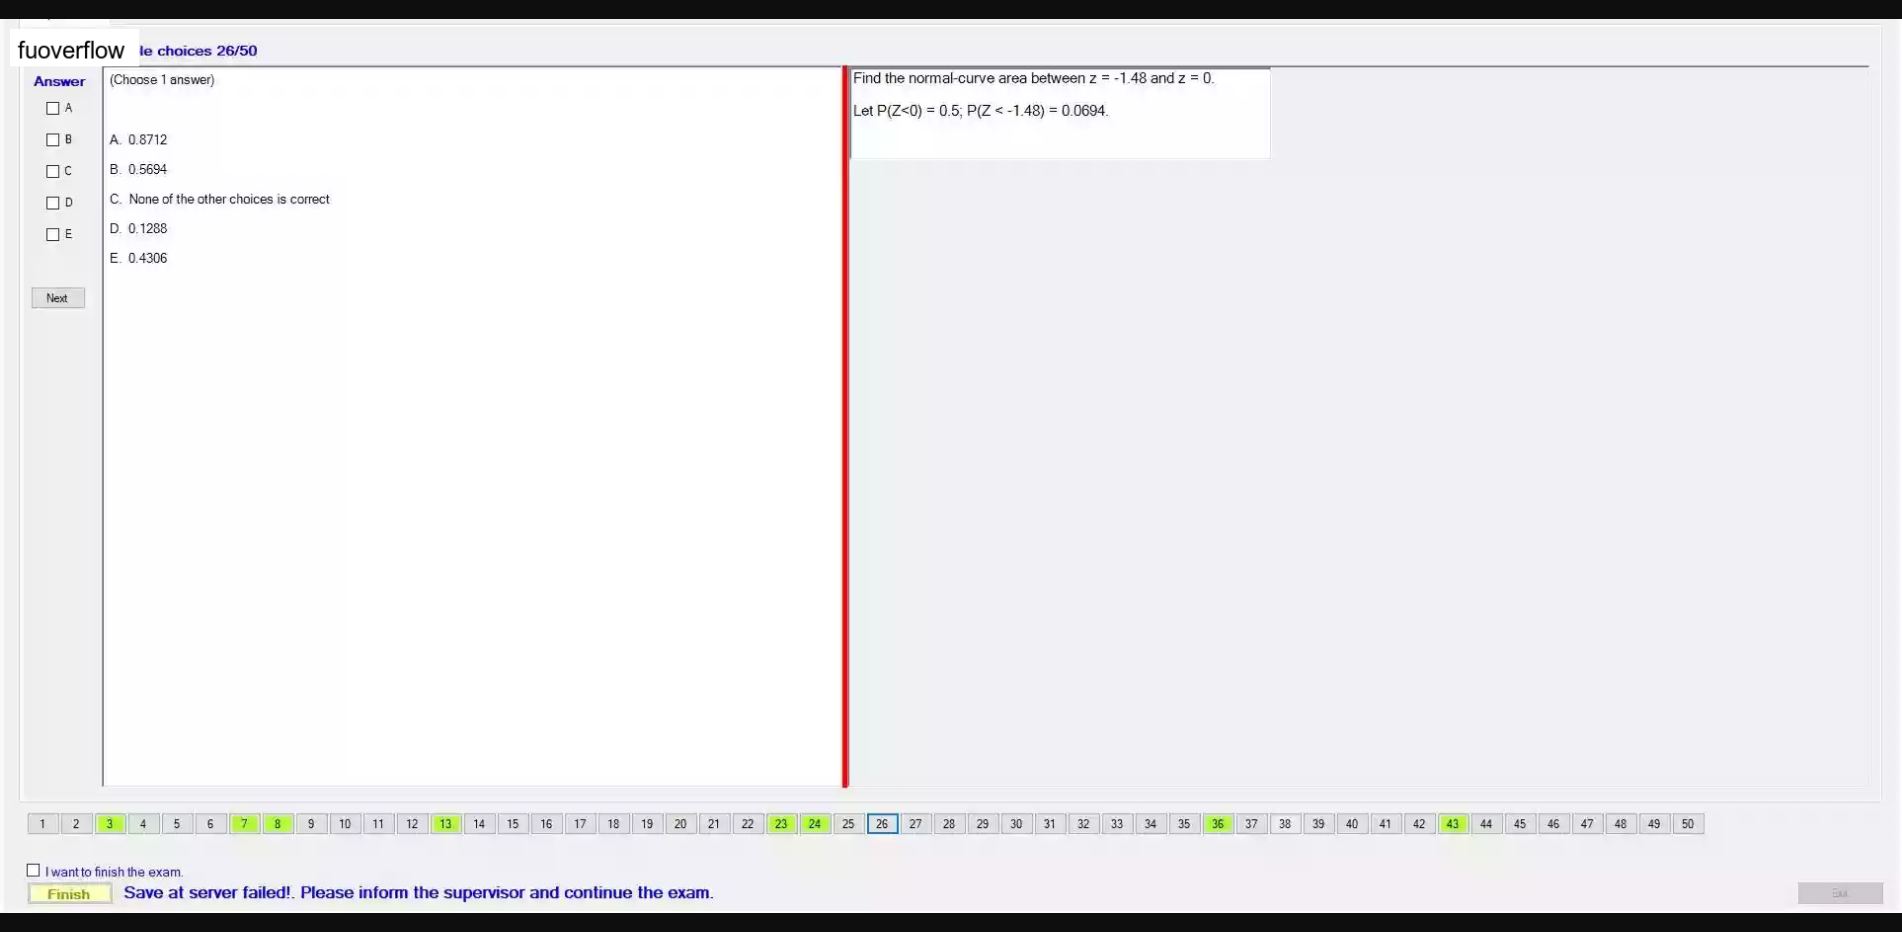 fuoverflow
le choices 26/50
Answer
A
B
C
D
E
Next
(Choose 1 answer)
A. 0.8712
B. 0.5694
C. None of the other choices is correct
D. 0.1288
E. 0.4306
Find the normal-curve area between z = -1.48 and z = 0.
Let P(Z<0) = 0.5; P(Z < -1.48) = 0.0694.
1 2 3 4 5 6 7 8 9 10 11 12 13 14 15 16 17 18 19 20 21 22 23 24 25 26 27 28 29 30 31 32 33 34 35 36 37 38 39 40 41 42 43 44 45 46 47 48 49 50
I want to finish the exam.
Finish Save at server failed!. Please inform the supervisor and continue the exam.